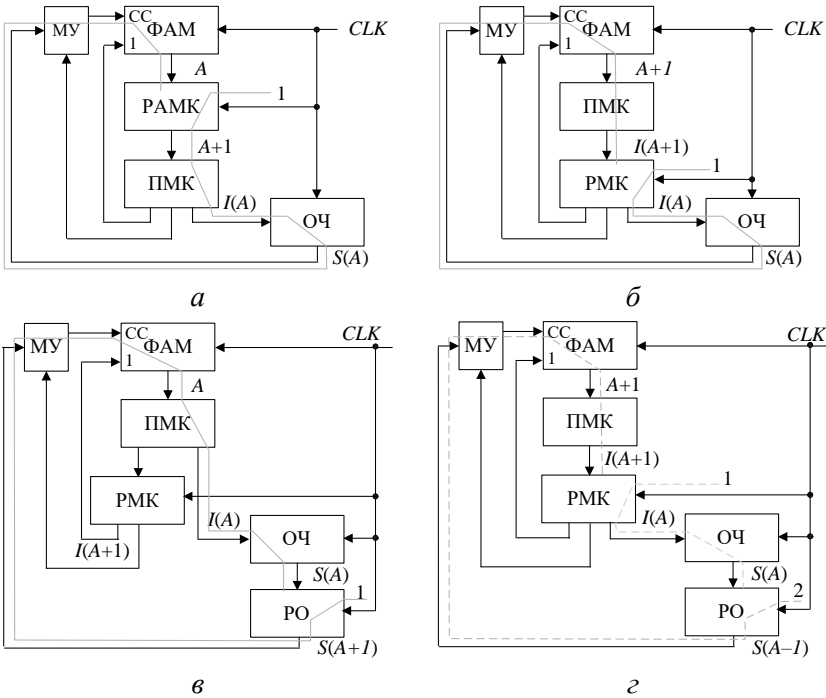 МУ
CC
1
ФАМ
CLK
A
РАМК
1
A+1
ПМК
I(A)
ОЧ
S(A)
а
МУ
CC
1
ФАМ
CLK
A+1
ПМК
I(A+1)
РМК
1
I(A)
ОЧ
S(A)
б
МУ
CC
1
ФАМ
CLK
A
ПМК
РМК
I(A)
I(A+1)
ОЧ
S(A)
РО
1
S(A+1)
в
МУ
CC
1
ФАМ
CLK
A+1
ПМК
I(A+1)
РМК
1
I(A)
ОЧ
S(A)
РО
2
S(A–1)
г